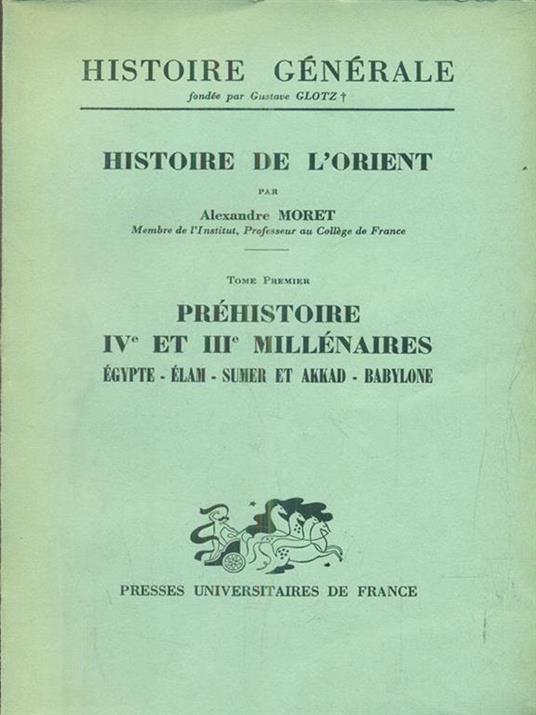 HISTOIRE GÉNÉRALE
fondée par Gustave GLOTZ †
HISTOIRE DE L'ORIENT
PAR
Alexandre MORET
Membre de l'Institut, Professeur au Collège de France
TOME PREMIER
PRÉHISTOIRE
IVe ET IIIe MILLÉNAIRES
ÉGYPTE - ÉLAM - SUMER ET AKKAD - BABYLONE
PRESSES UNIVERSITAIRES DE FRANCE